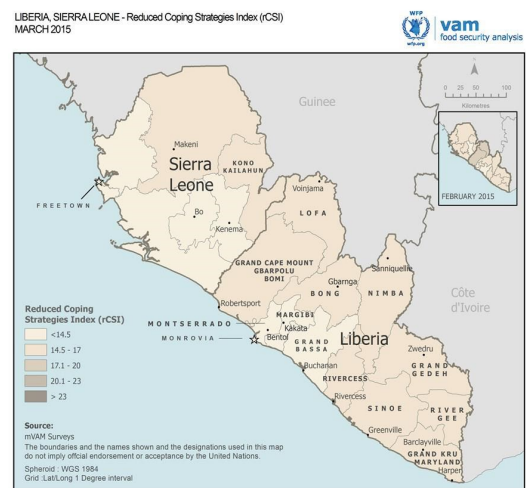 LIBERIA, SIERRA LEONE - Reduced Coping Strategies Index (rCSI)
MARCH 2015
WFP
wfp.org
vam
food security analysis
Guinee
0 25 50 100
Kilometres
FEBRUARY 2015
Makeni
Sierra
Leone
KONO
KAILAHUN
FREETOWN
Bo
Kenema
Voinjama
LOFA
GRAND CAPE MOUNT
GBARPOLU
BOMI
Sanniquellie
Gbarnga
BONG
NIMBA
Côte
d'Ivoire
Robertsport
MARGIBI
MONTSERRADO
Kakata
MONROVIA
Bentol
GRAND
BASSA
Liberia
Zwedru
Buchanan
GRAND
GEDEH
RIVERCESS
Rivercess
SINOE
RIVER
GEE
Greenville
Barclayville
GRAND KRU
MARYLAND
Harper
Reduced Coping
Strategies Index (rCSI)
<14.5
14.5 - 17
17.1 - 20
20.1 - 23
> 23
Source:
mVAM Surveys
The boundaries and the names shown and the designations used in this map
do not imply offcial endorsement or acceptance by the United Nations.
Spheroid : WGS 1984
Grid :Lat/Long 1 Degree interval